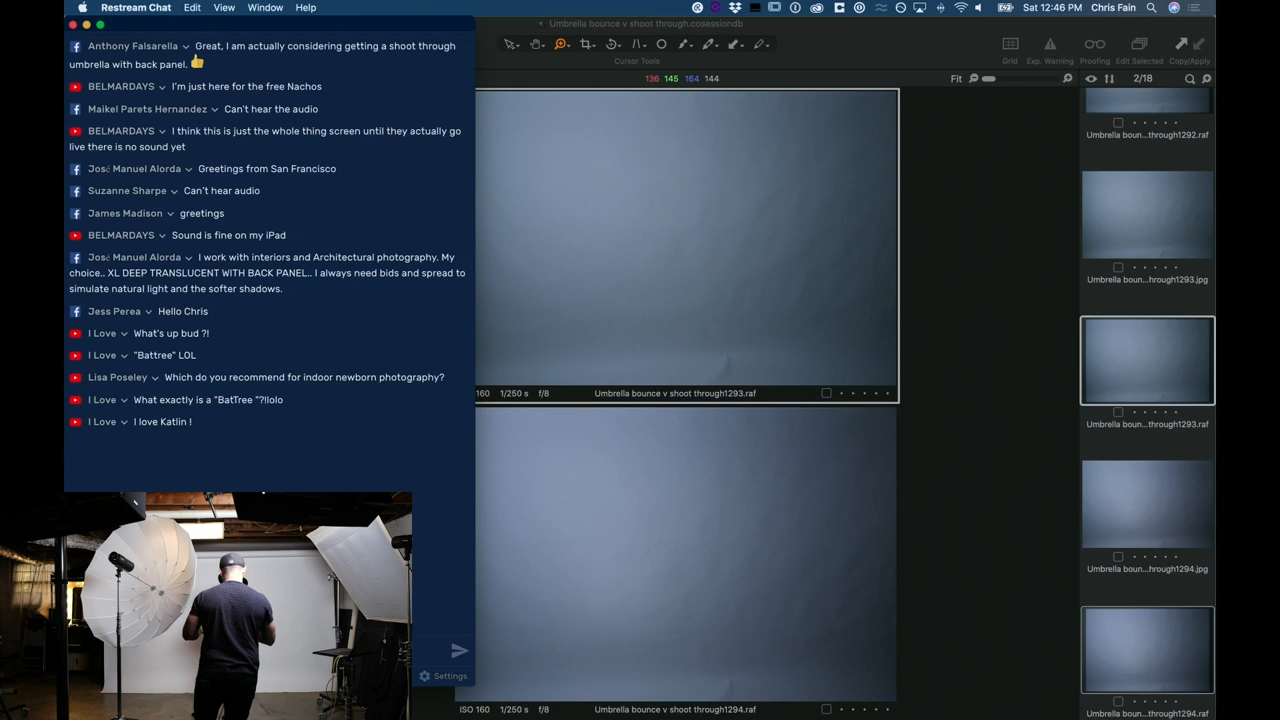 Restream Chat Edit View Window Help
Sat 12:46 PM Chris Fain
Umbrella bounce v shoot through.cosessiondb
Anthony Falsarella Great, I am actually considering getting a shoot through
umbrella with back panel. 👍
BELMARDAYS I'm just here for the free Nachos
Maikel Parets Hernandez Can't hear the audio
BELMARDAYS I think this is just the whole thing screen until they actually go
live there is no sound yet
José Manuel Alorda Greetings from San Francisco
Suzanne Sharpe Can't hear audio
James Madison greetings
BELMARDAYS Sound is fine on my iPad
José Manuel Alorda I work with interiors and Architectural photography. My
choice.. XL DEEP TRANSLUCENT WITH BACK PANEL.. I always need bids and spread to
simulate natural light and the softer shadows.
Jess Perea Hello Chris
I Love What's up bud ?!
I Love "Battree" LOL
Lisa Poseley Which do you recommend for indoor newborn photography?
I Love What exactly is a "BatTree "?!lolo
I Love I love Katlin !
Settings
Cursor Tools
Grid Exp. Warning Proofing Edit Selected Copy/Apply
136 145 164 144
Fit
2/18
160 1/250 s f/8 Umbrella bounce v shoot through1293.raf
ISO 160 1/250 s f/8 Umbrella bounce v shoot through1294.raf
Umbrella boun...through1292.raf
Umbrella boun...hrough1293.jpg
Umbrella boun...through1293.raf
Umbrella boun...hrough1294.jpg
Umbrella boun...through1294.raf